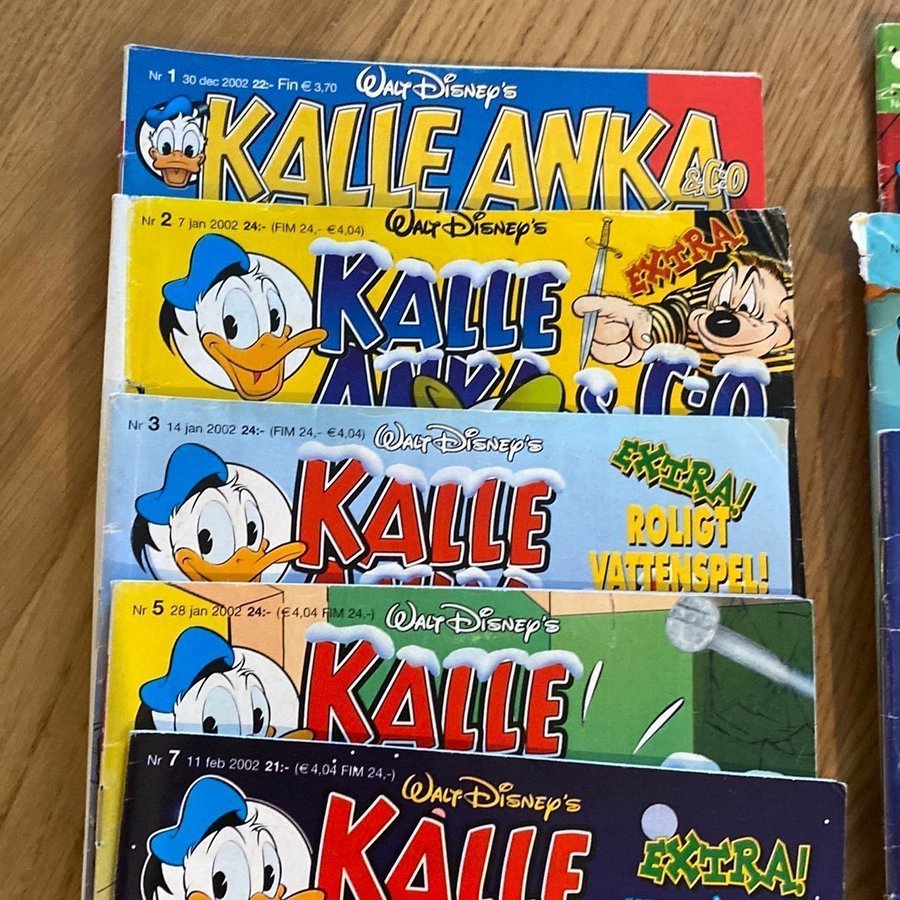 Nr 1 30 dec 2002 22:- Fin € 3,70
WALT DISNEY'S
KALLE ANKA
& C:O
Nr 2 7 jan 2002 24:- (FIM 24,- €4,04)
WALT DISNEY'S
EXTRA!
KALLE
ANKA & C:O
Nr 3 14 jan 2002 24:- (FIM 24,- €4,04)
WALT DISNEY'S
KALLE
EXTRA!
ROLIGT
VATTENSPEL!
Nr 5 28 jan 2002 24:- (€4,04 FIM 24,-)
WALT DISNEY'S
KALLE
Nr 7 11 feb 2002 21:- (€4,04 FIM 24,-)
WALT DISNEY'S
KALLE
EXTRA!